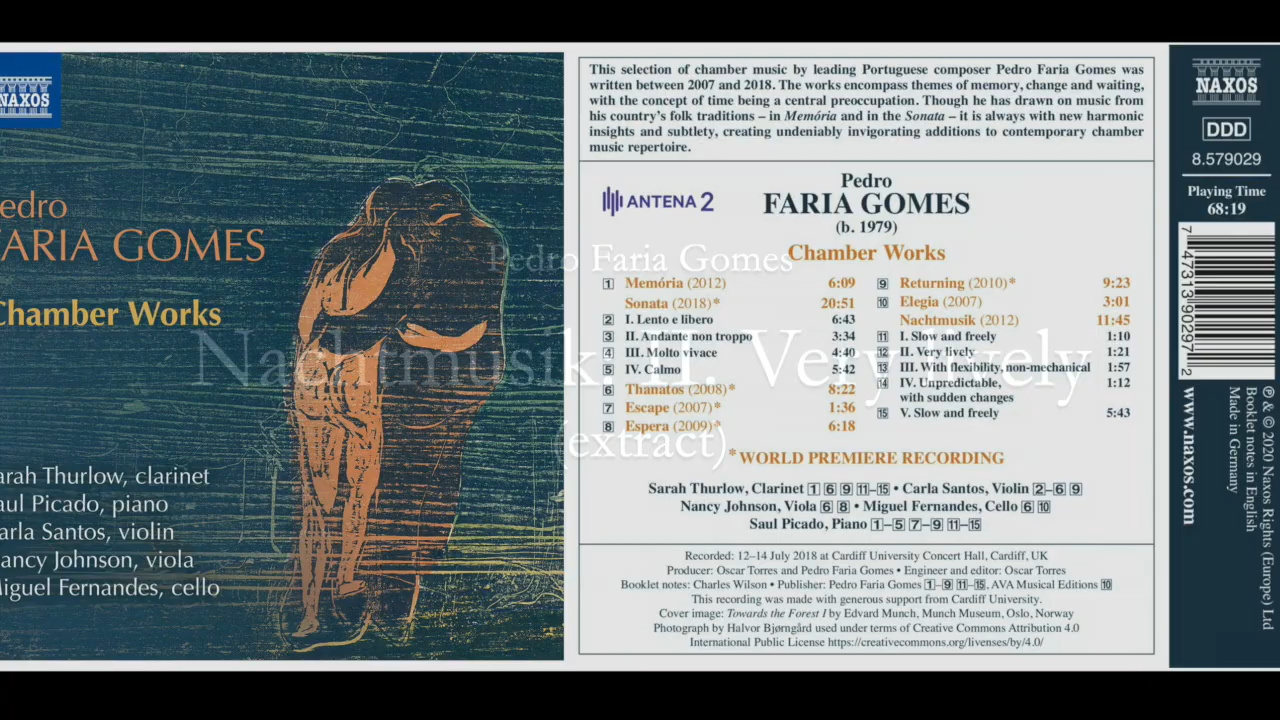 NAXOS
edro
FARIA GOMES
Chamber Works
arah Thurlow, clarinet
aul Picado, piano
arla Santos, violin
ancy Johnson, viola
Miguel Fernandes, cello
This selection of chamber music by leading Portuguese composer Pedro Faria Gomes was
written between 2007 and 2018. The works encompass themes of memory, change and waiting,
with the concept of time being a central preoccupation. Though he has drawn on music from
his country's folk traditions – in Memória and in the Sonata – it is always with new harmonic
insights and subtlety, creating undeniably invigorating additions to contemporary chamber
music repertoire.
ANTENA 2
Pedro
FARIA GOMES
(b. 1979)
Chamber Works
1 Memória (2012) 6:09
Sonata (2018)* 20:51
2 I. Lento e libero 6:43
3 II. Andante non troppo 3:34
4 III. Molto vivace 4:40
5 IV. Calmo 5:42
6 Thanatos (2008)* 8:22
7 Escape (2007)* 1:36
8 Espera (2009)* 6:18
9 Returning (2010)* 9:23
10 Elegia (2007) 3:01
Nachtmusik (2012) 11:45
11 I. Slow and freely 1:10
12 II. Very lively 1:21
13 III. With flexibility, non-mechanical 1:57
14 IV. Unpredictable, 1:12
with sudden changes
15 V. Slow and freely 5:43
*WORLD PREMIERE RECORDING
Sarah Thurlow, Clarinet 1 6 9 11–15 • Carla Santos, Violin 2–6 9
Nancy Johnson, Viola 6 8 • Miguel Fernandes, Cello 6 10
Saul Picado, Piano 1–5 7–9 11–15
Recorded: 12–14 July 2018 at Cardiff University Concert Hall, Cardiff, UK
Producer: Oscar Torres and Pedro Faria Gomes • Engineer and editor: Oscar Torres
Booklet notes: Charles Wilson • Publisher: Pedro Faria Gomes 1–9 11–15, AVA Musical Editions 10
This recording was made with generous support from Cardiff University.
Cover image: Towards the Forest I by Edvard Munch, Munch Museum, Oslo, Norway
Photograph by Halvor Bjørngård used under terms of Creative Commons Attribution 4.0
International Public License https://creativecommons.org/livenses/by/4.0/
Pedro Faria Gomes
Nachtmusik: II. Very lively
(extract)
NAXOS
DDD
8.579029
Playing Time
68:19
7 47313 90297 2
℗ & © 2020 Naxos Rights (Europe) Ltd
Booklet notes in English
Made in Germany
www.naxos.com